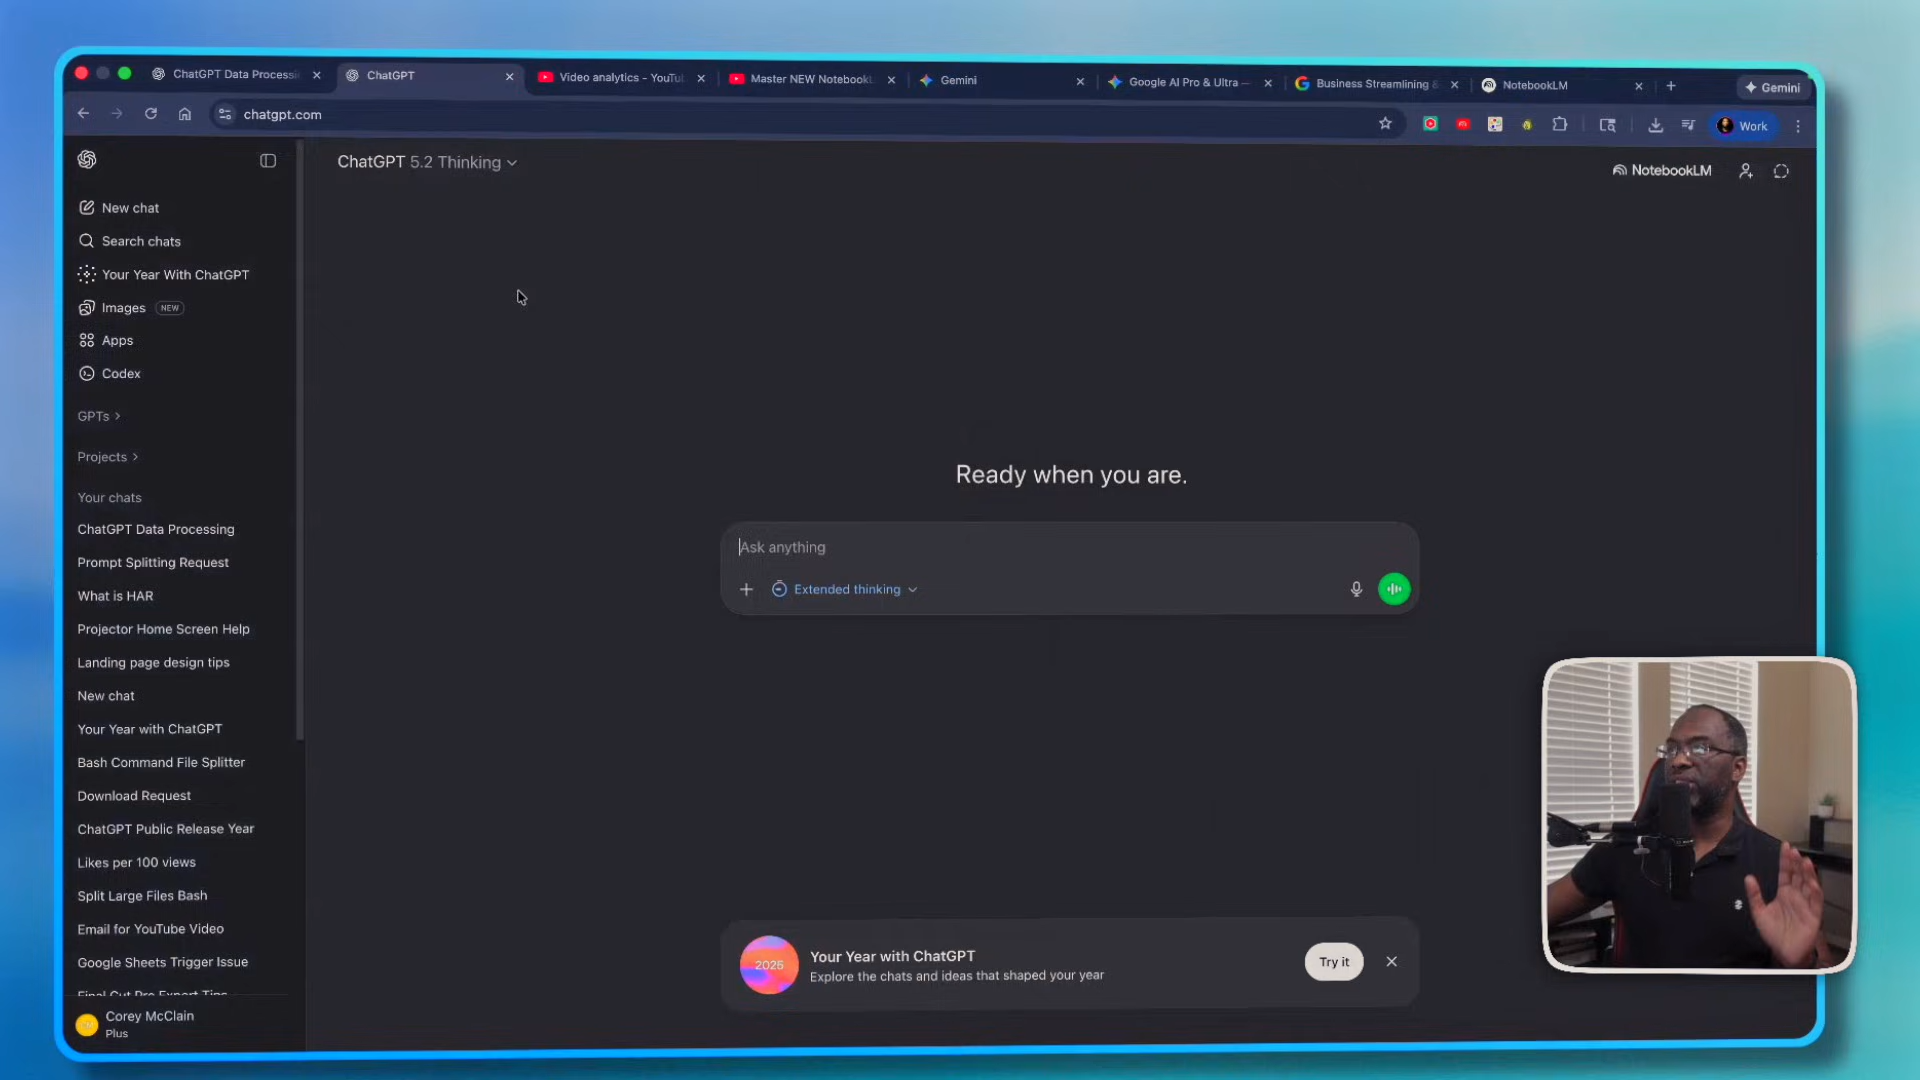 ChatGPT Data Processi
ChatGPT
Video analytics - YouTu
Master NEW NotebookL
Gemini
Google AI Pro & Ultra —
Business Streamlining &
NotebookLM
Gemini
chatgpt.com
Work
ChatGPT 5.2 Thinking
NotebookLM
New chat
Search chats
Your Year With ChatGPT
Images NEW
Apps
Codex
GPTs
Projects
Your chats
ChatGPT Data Processing
Prompt Splitting Request
What is HAR
Projector Home Screen Help
Landing page design tips
New chat
Your Year with ChatGPT
Bash Command File Splitter
Download Request
ChatGPT Public Release Year
Likes per 100 views
Split Large Files Bash
Email for YouTube Video
Google Sheets Trigger Issue
Final Cut Pro Expert Tips
Corey McClain
Plus
Ready when you are.
Ask anything
Extended thinking
2025
Your Year with ChatGPT
Explore the chats and ideas that shaped your year
Try it